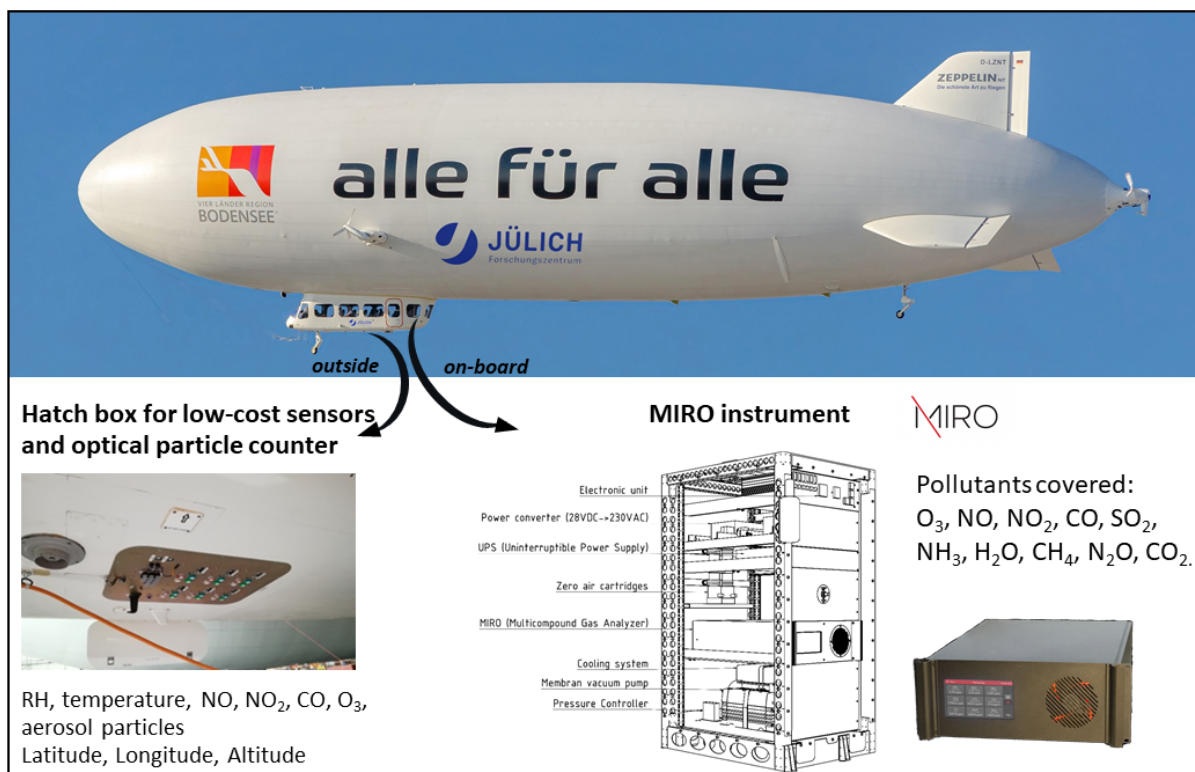 D-LZNT
ZEPPELIN NT
Die schönste Art zu fliegen
alle für alle
VIER LÄNDER REGION
BODENSEE
JÜLICH
Forschungszentrum
JÜLICH
outside
on-board
Hatch box for low-cost sensors
and optical particle counter
MIRO instrument
MIRO
Electronic unit
Power converter (28VDC->230VAC)
UPS (Uninterruptible Power Supply)
Zero air cartridges
MIRO (Multicompound Gas Analyzer)
Cooling system
Membran vacuum pump
Pressure Controller
Pollutants covered:
O₃, NO, NO₂, CO, SO₂,
NH₃, H₂O, CH₄, N₂O, CO₂.
RH, temperature, NO, NO₂, CO, O₃,
aerosol particles
Latitude, Longitude, Altitude